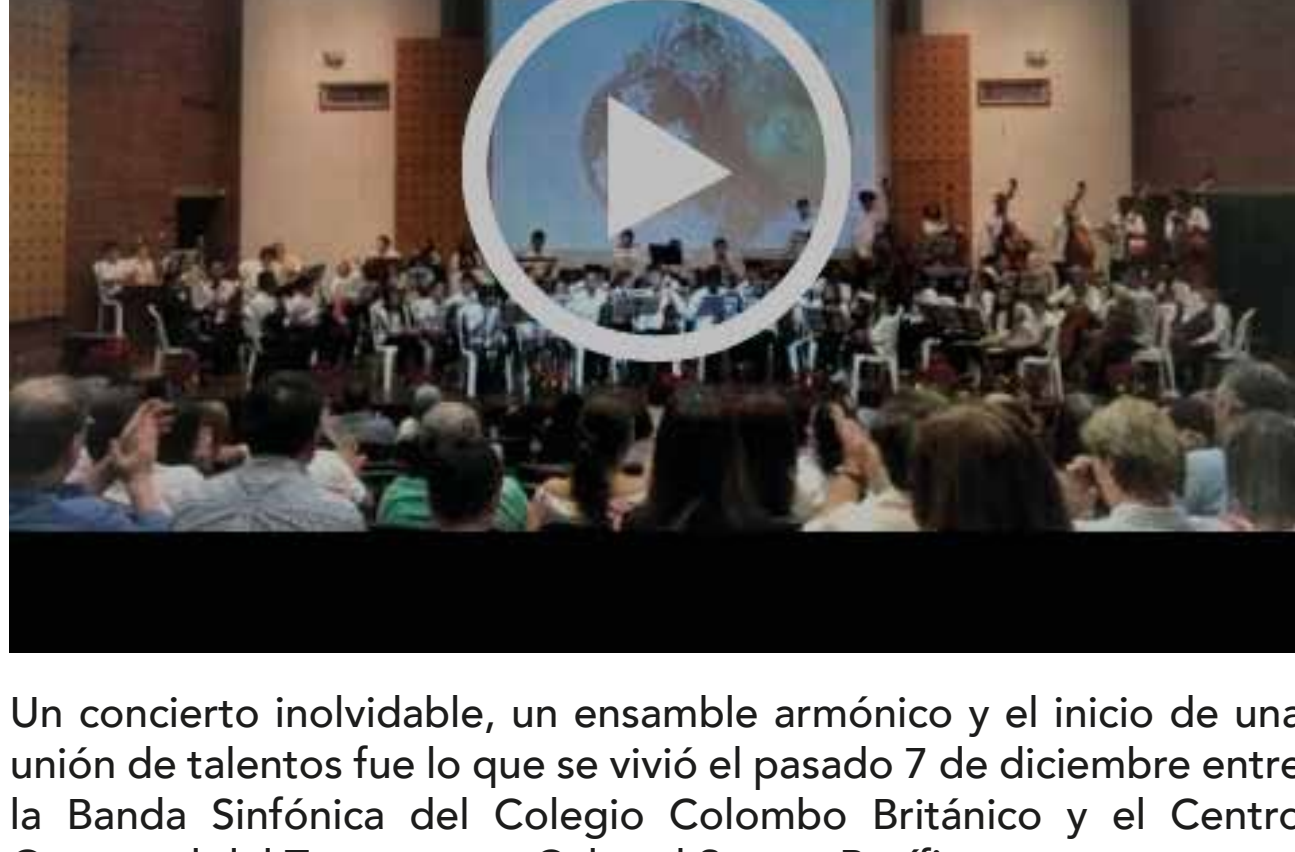 Un concierto inolvidable, un ensamble armónico y el inicio de una
unión de talentos fue lo que se vivió el pasado 7 de diciembre entre
la Banda Sinfónica del Colegio Colombo Británico y el Centro